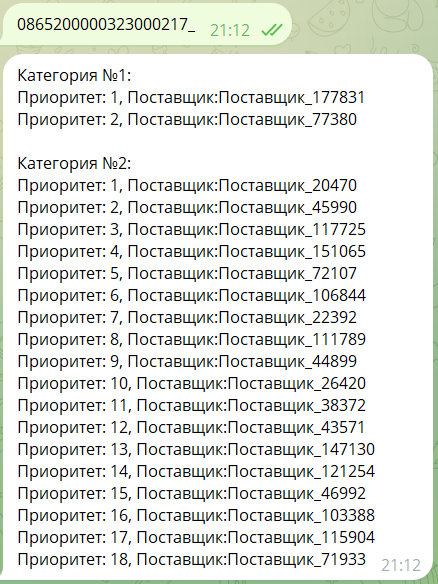 0865200000323000217_ 21:12
Категория №1:
Приоритет: 1, Поставщик:Поставщик_177831
Приоритет: 2, Поставщик:Поставщик_77380
Категория №2:
Приоритет: 1, Поставщик:Поставщик_20470
Приоритет: 2, Поставщик:Поставщик_45990
Приоритет: 3, Поставщик:Поставщик_117725
Приоритет: 4, Поставщик:Поставщик_151065
Приоритет: 5, Поставщик:Поставщик_72107
Приоритет: 6, Поставщик:Поставщик_106844
Приоритет: 7, Поставщик:Поставщик_22392
Приоритет: 8, Поставщик:Поставщик_111789
Приоритет: 9, Поставщик:Поставщик_44899
Приоритет: 10, Поставщик:Поставщик_26420
Приоритет: 11, Поставщик:Поставщик_38372
Приоритет: 12, Поставщик:Поставщик_43571
Приоритет: 13, Поставщик:Поставщик_147130
Приоритет: 14, Поставщик:Поставщик_121254
Приоритет: 15, Поставщик:Поставщик_46992
Приоритет: 16, Поставщик:Поставщик_103388
Приоритет: 17, Поставщик:Поставщик_115904
Приоритет: 18, Поставщик:Поставщик_71933 21:12